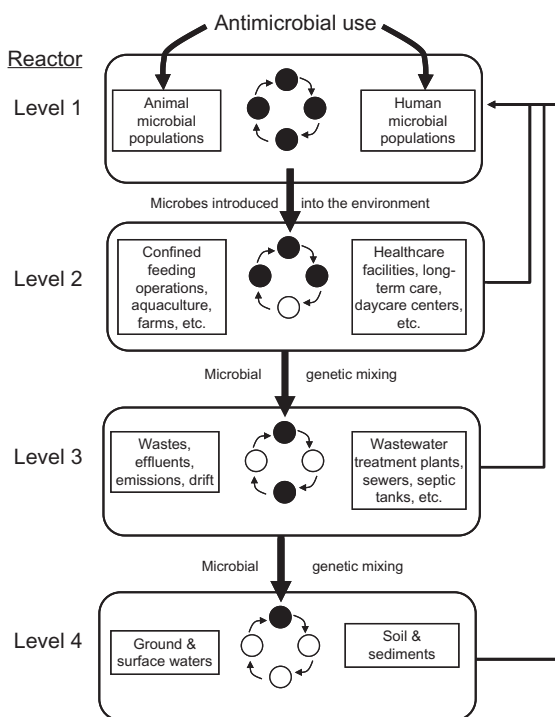 Antimicrobial use
Reactor
Level 1
Animal
microbial
populations
Human
microbial
populations
Microbes introduced into the environment
Level 2
Confined
feeding
operations,
aquaculture,
farms, etc.
Healthcare
facilities, long-
term care,
daycare centers,
etc.
Microbial genetic mixing
Level 3
Wastes,
effluents,
emissions, drift
Wastewater
treatment plants,
sewers, septic
tanks, etc.
Microbial genetic mixing
Level 4
Ground &
surface waters
Soil &
sediments